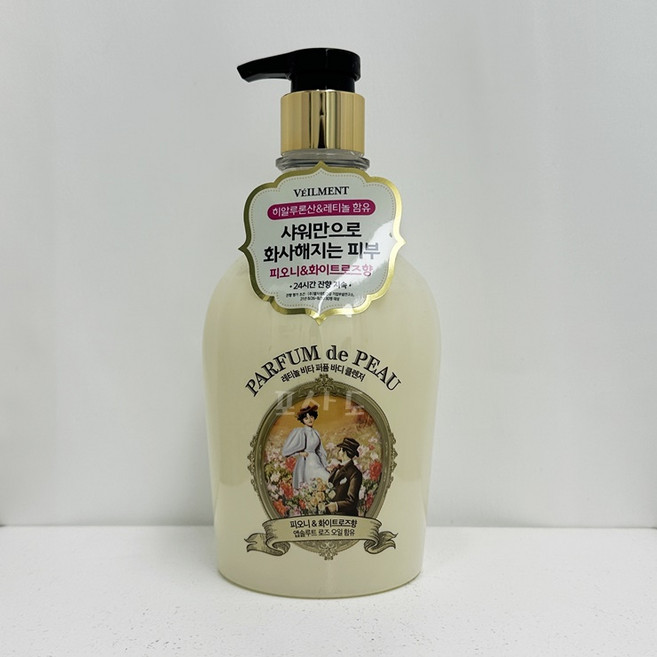 VEILMENT
히알루론산&레티놀 함유
샤워만으로
화사해지는 피부
피오니&화이트로즈향
• 24시간 잔향 지속 •
PARFUM de PEAU
레티놀 비타 퍼퓸 바디 클렌저
포사도
피오니 & 화이트로즈향
앱솔루트 로즈 오일 함유